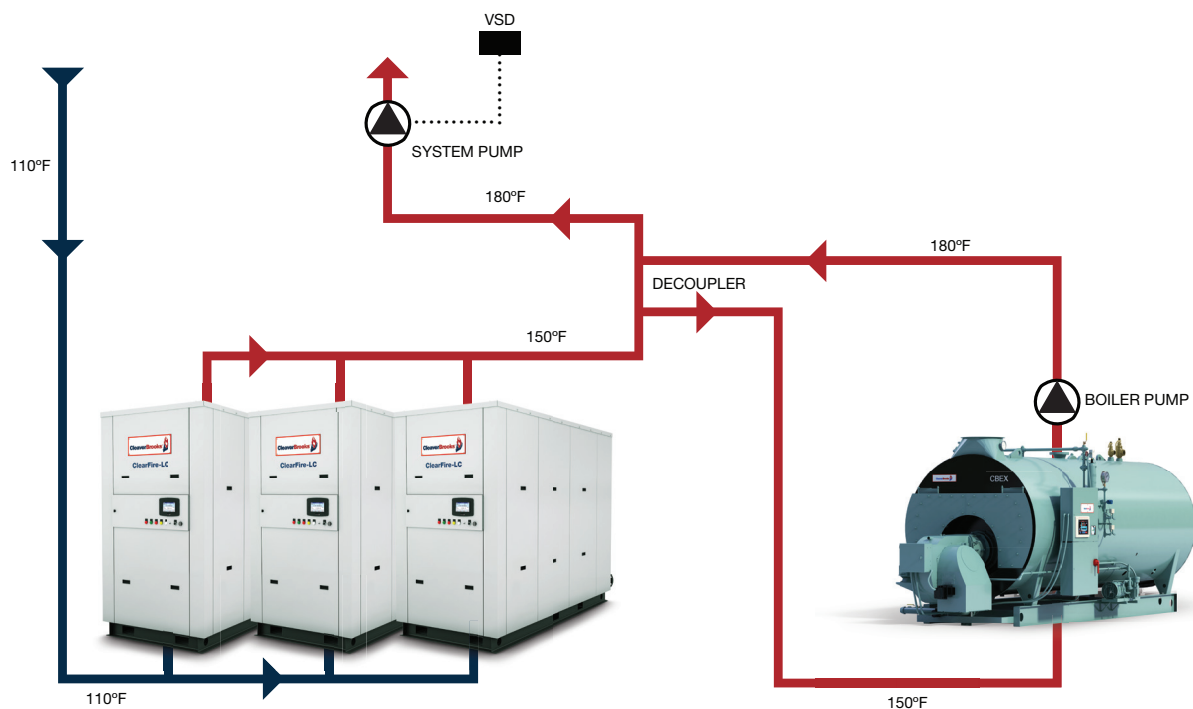 VSD
110ºF
SYSTEM PUMP
180ºF
180ºF
DECOUPLER
150ºF
BOILER PUMP
CleaverBrooks
ClearFire-LC
CleaverBrooks
ClearFire-LC
CleaverBrooks
ClearFire-LC
CBEX
110ºF
150ºF